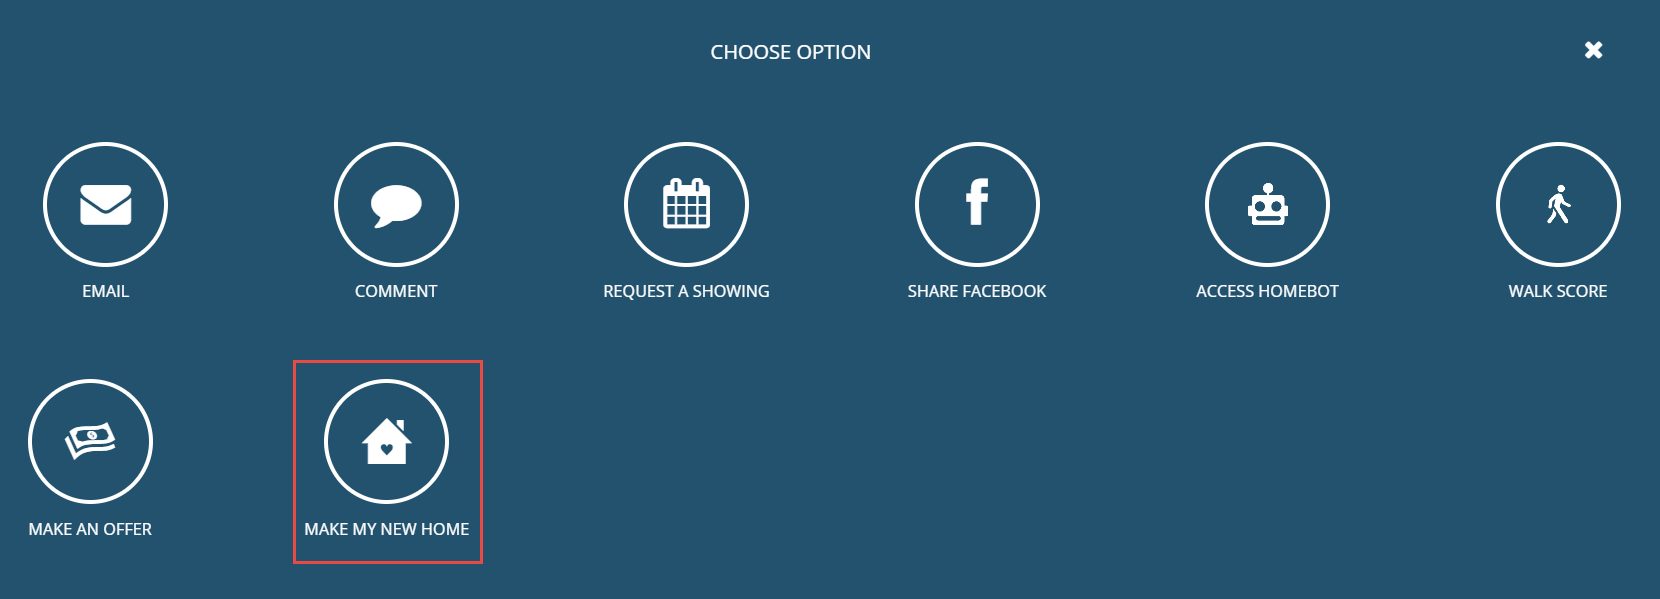 CHOOSE OPTION
EMAIL
COMMENT
REQUEST A SHOWING
SHARE FACEBOOK
ACCESS HOMEBOT
WALK SCORE
MAKE AN OFFER
MAKE MY NEW HOME